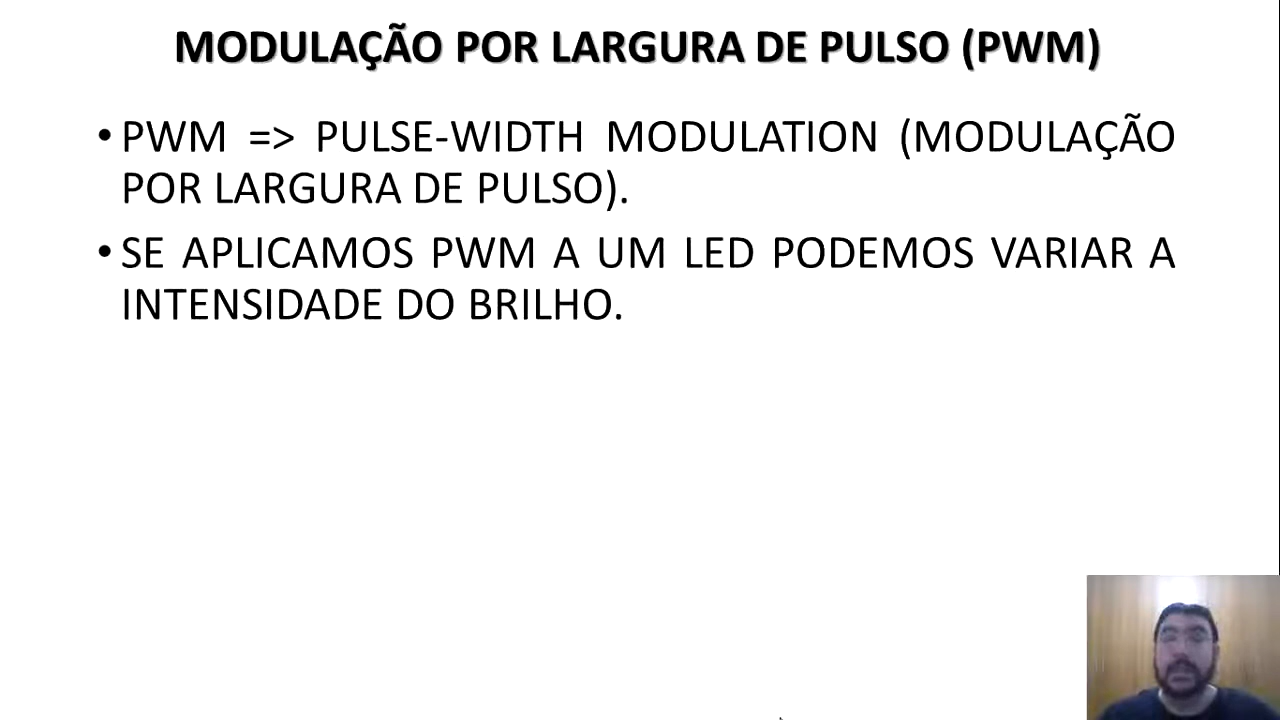 MODULAÇÃO POR LARGURA DE PULSO (PWM)
• PWM => PULSE-WIDTH MODULATION (MODULAÇÃO
POR LARGURA DE PULSO).
• SE APLICAMOS PWM A UM LED PODEMOS VARIAR A
INTENSIDADE DO BRILHO.